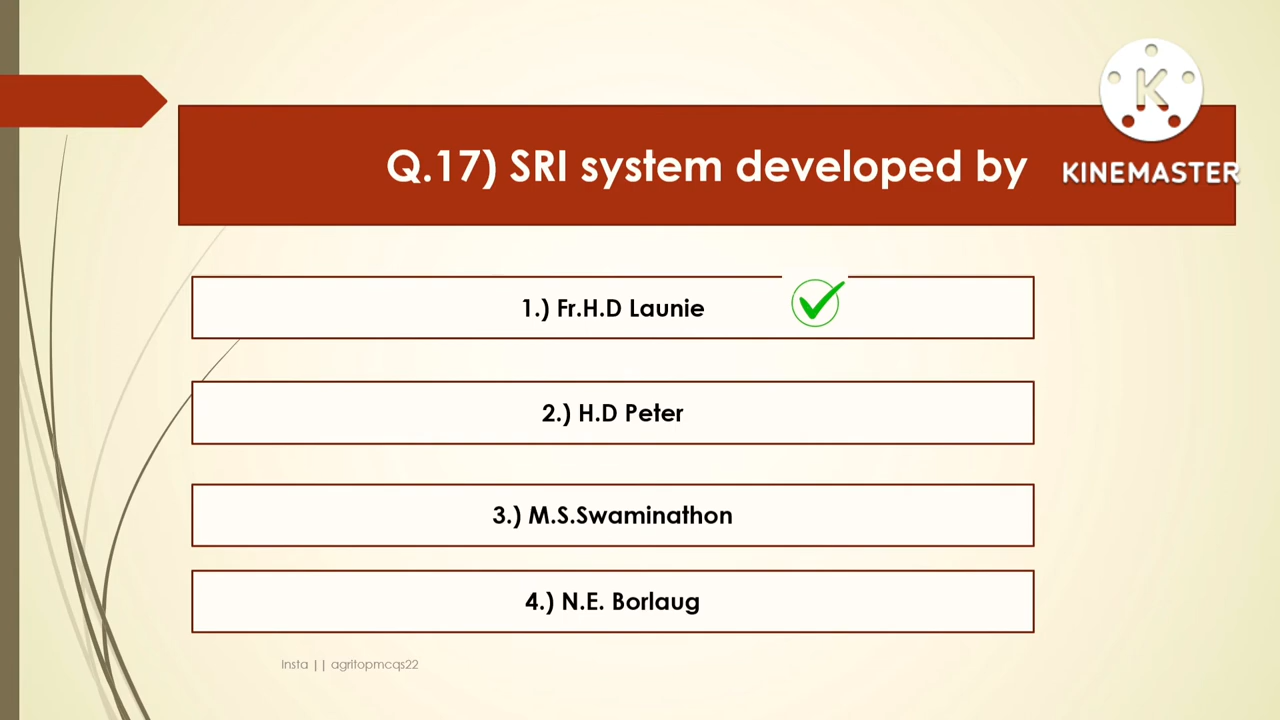 KINEMASTER
Q.17) SRI system developed by
1.) Fr.H.D Launie
2.) H.D Peter
3.) M.S.Swaminathon
4.) N.E. Borlaug
Insta || agritopmcqs22